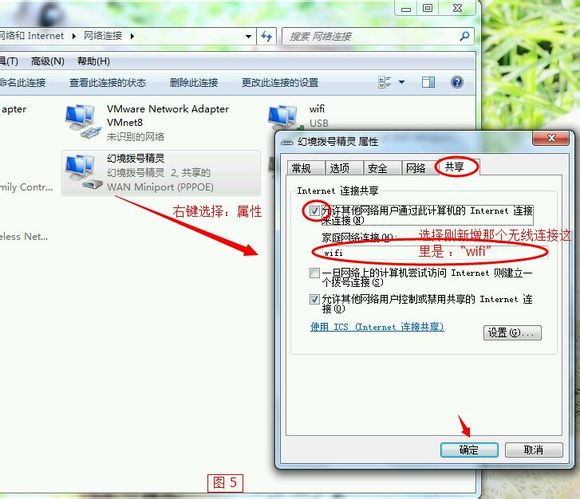 网络和 Internet
网络连接
搜索 网络连接
具(T)
高级(N)
帮助(H)
命名此连接
查看此连接的状态
删除此连接
更改此连接的设置
apter
VMware Network Adapter
VMnet8
未识别的网络
wifi
USB
幻境拨号精灵
幻境拨号精灵 2, 共享的
WAN Miniport (PPPOE)
amily Contr...
eless Net...
右键选择：属性
幻境拨号精灵 属性
常规
选项
安全
网络
共享
Internet 连接共享
允许其他网络用户通过此计算机的 Internet 连接
来连接(N)
家庭网络连接(H):
选择刚新增那个无线连接这
里是：“wifi”
wifi
一旦网络上的计算机尝试访问 Internet 则建立一
个拨号连接(S)
允许其他网络用户控制或禁用共享的 Internet 连
接(O)
使用 ICS (Internet 连接共享)
设置(G)...
确定
取消
图 5